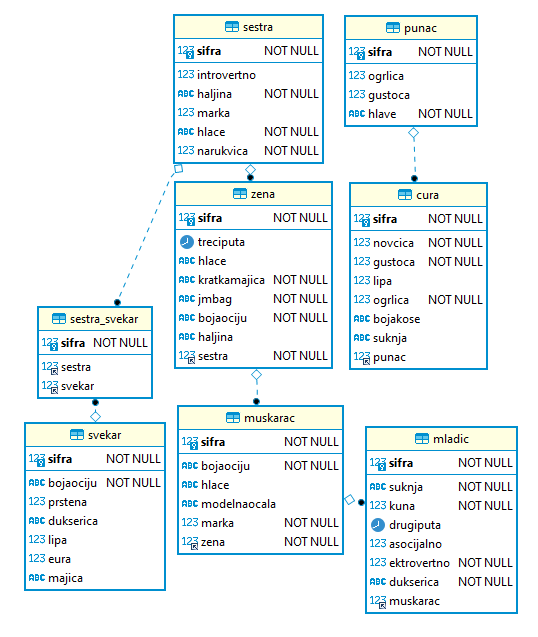 sestra
123 sifra NOT NULL
123 introvertno
ABC haljina NOT NULL
123 marka
ABC hlace NOT NULL
123 narukvica NOT NULL
punac
123 sifra NOT NULL
123 ogrlica
123 gustoca
ABC hlave NOT NULL
zena
123 sifra NOT NULL
treciputa
ABC hlace
ABC kratkamajica NOT NULL
ABC jmbag NOT NULL
ABC bojaociju NOT NULL
ABC haljina
123 sestra NOT NULL
cura
123 sifra NOT NULL
123 novcica NOT NULL
123 gustoca NOT NULL
123 lipa
123 ogrlica NOT NULL
ABC bojakose
ABC suknja
123 punac
sestra_svekar
123 sifra NOT NULL
123 sestra
123 svekar
svekar
123 sifra NOT NULL
ABC bojaociju NOT NULL
123 prstena
ABC dukserica
123 lipa
123 eura
ABC majica
muskarac
123 sifra NOT NULL
ABC bojaociju NOT NULL
ABC hlace
ABC modelnaocala
123 marka NOT NULL
123 zena NOT NULL
mladic
123 sifra NOT NULL
ABC suknja NOT NULL
123 kuna NOT NULL
drugiputa
123 asocijalno
123 ektrovertno NOT NULL
ABC dukserica NOT NULL
123 muskarac